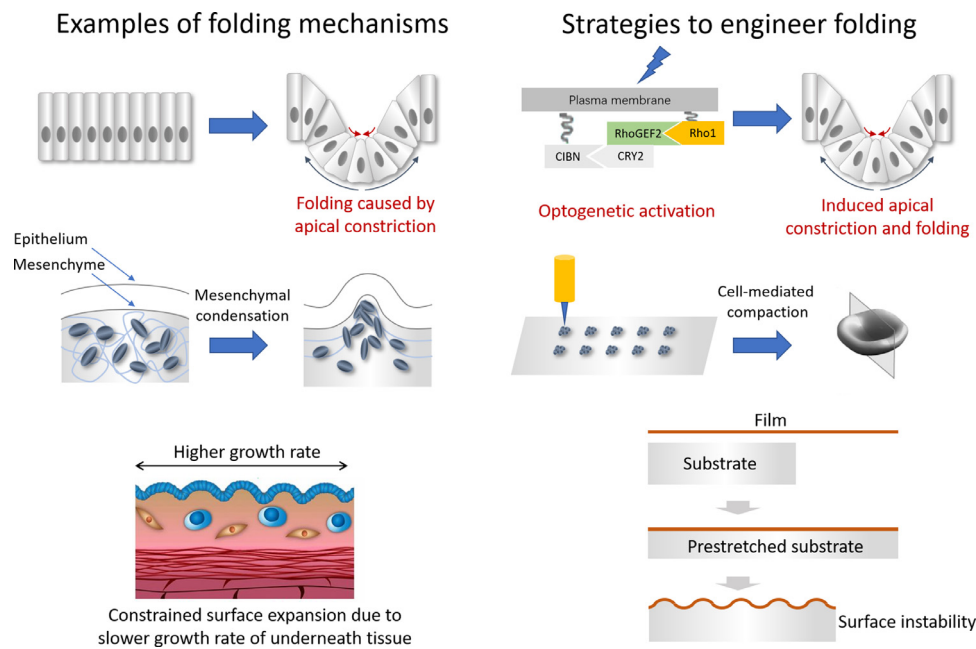 Examples of folding mechanisms
Folding caused by
apical constriction
Epithelium
Mesenchyme
Mesenchymal
condensation
Higher growth rate
Constrained surface expansion due to
slower growth rate of underneath tissue
Strategies to engineer folding
Plasma membrane
RhoGEF2
Rho1
CIBN
CRY2
Optogenetic activation
Induced apical
constriction and folding
Cell-mediated
compaction
Film
Substrate
Prestretched substrate
Surface instability